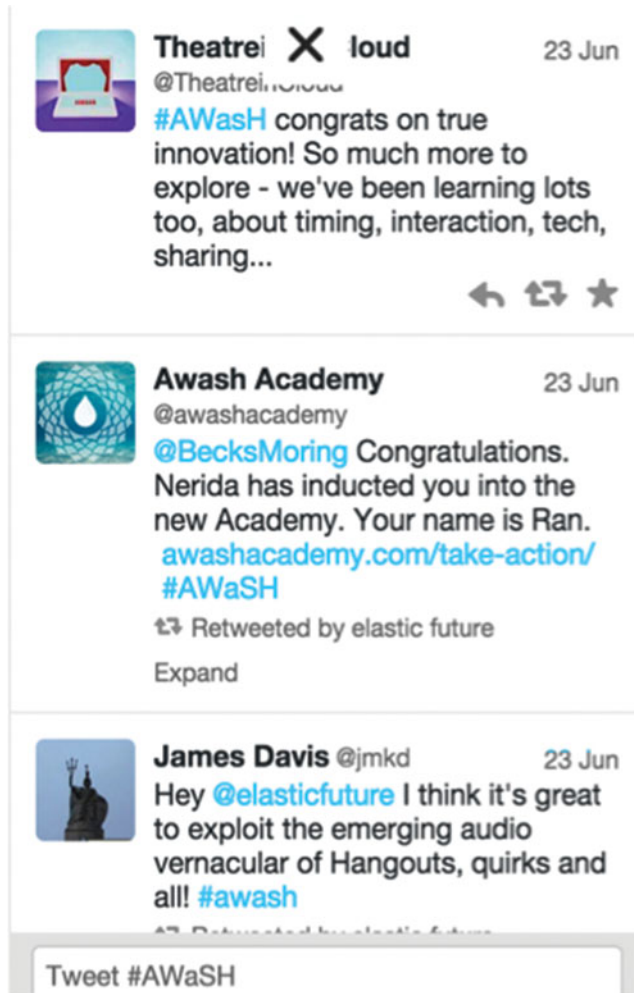 Theatrei loud 23 Jun
#AWasH congrats on true
innovation! So much more to
explore - we've been learning lots
too, about timing, interaction, tech,
sharing...
Awash Academy 23 Jun
@awashacademy
@BecksMoring Congratulations.
Nerida has inducted you into the
new Academy. Your name is Ran.
awashacademy.com/take-action/
#AWaSH
Retweeted by elastic future
Expand
James Davis @jmkd 23 Jun
Hey @elasticfuture I think it's great
to exploit the emerging audio
vernacular of Hangouts, quirks and
all! #awash
Tweet #AWaSH